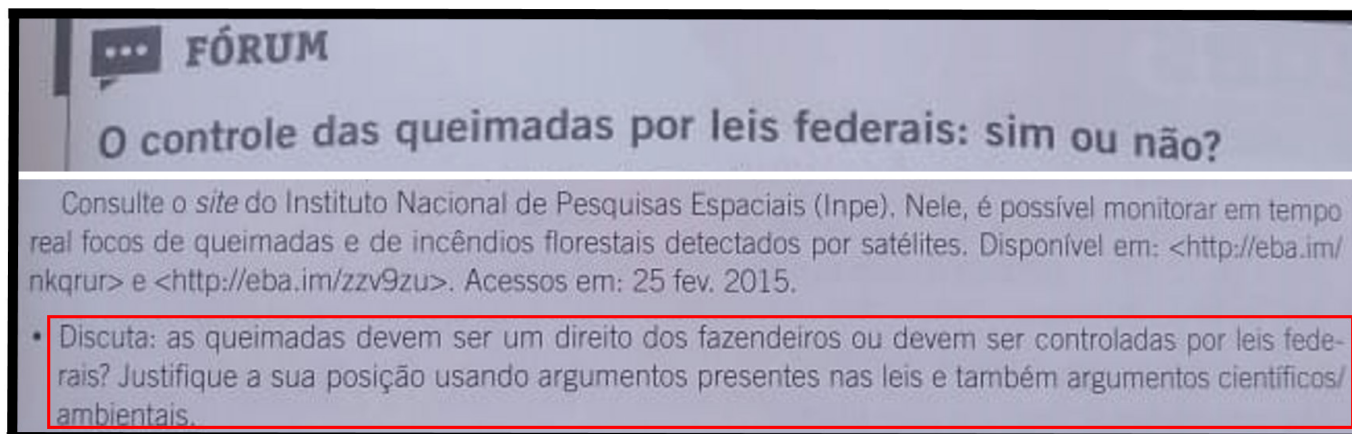 FÓRUM
O controle das queimadas por leis federais: sim ou não?
Consulte o site do Instituto Nacional de Pesquisas Espaciais (Inpe). Nele, é possível monitorar em tempo
real focos de queimadas e de incêndios florestais detectados por satélites. Disponível em: <http://eba.im/
nkqrur> e <http://eba.im/zzv9zu>. Acessos em: 25 fev. 2015.
• Discuta: as queimadas devem ser um direito dos fazendeiros ou devem ser controladas por leis fede-
rais? Justifique a sua posição usando argumentos presentes nas leis e também argumentos científicos/
ambientais.